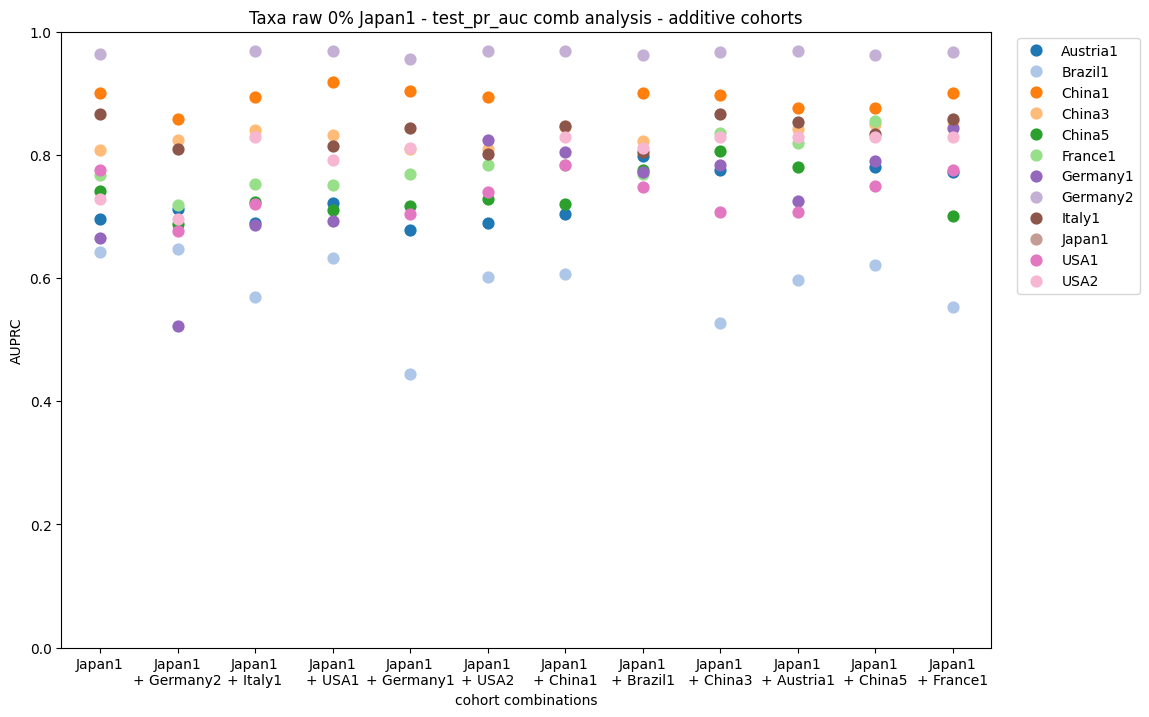 Taxa raw 0% Japan1 - test_pr_auc comb analysis - additive cohorts
AUPRC
1.0
0.8
0.6
0.4
0.2
0.0
Japan1
Japan1
+ Germany2
Japan1
+ Italy1
Japan1
+ USA1
Japan1
+ Germany1
Japan1
+ USA2
Japan1
+ China1
Japan1
+ Brazil1
Japan1
+ China3
Japan1
+ Austria1
Japan1
+ China5
Japan1
+ France1
cohort combinations
Austria1
Brazil1
China1
China3
China5
France1
Germany1
Germany2
Italy1
Japan1
USA1
USA2